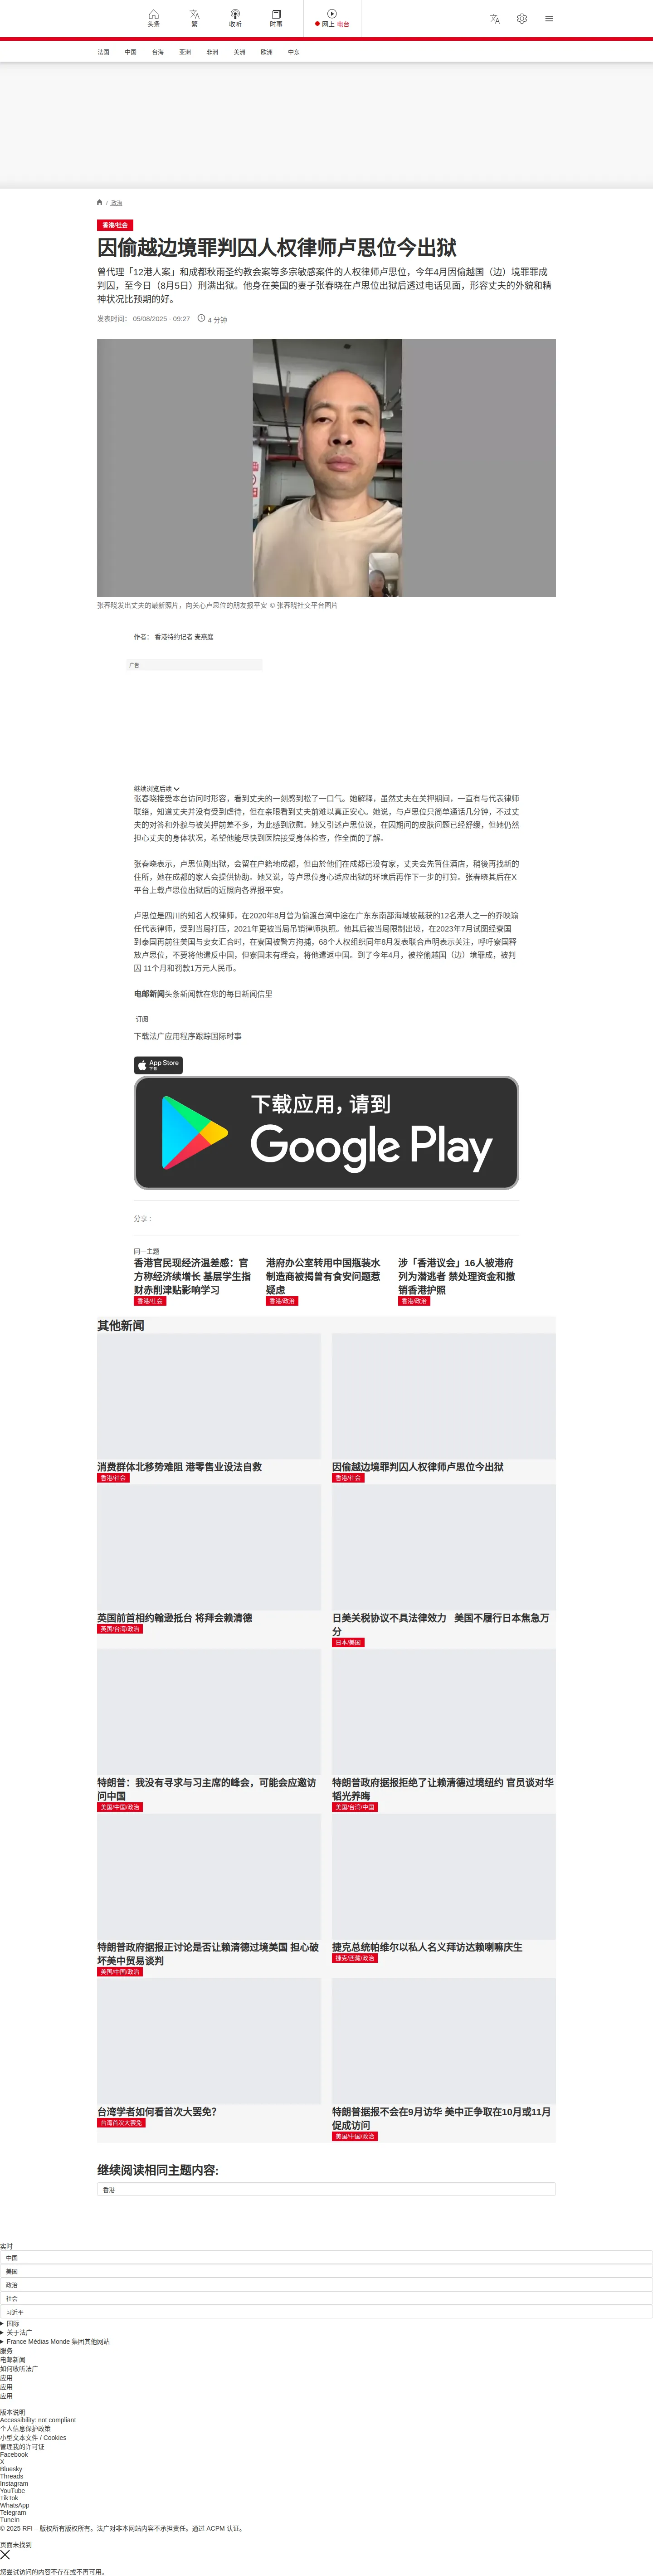 头条
繁
收听
时事
网上 电台
法国
中国
台海
亚洲
非洲
美洲
欧洲
中东
/ 政治
香港/社会
因偷越边境罪判囚人权律师卢思位今出狱
曾代理「12港人案」和成都秋雨圣约教会案等多宗敏感案件的人权律师卢思位，今年4月因偷越国（边）境罪罪成
判囚，至今日（8月5日）刑满出狱。他身在美国的妻子张春晓在卢思位出狱后透过电话见面，形容丈夫的外貌和精
神状况比预期的好。
发表时间： 05/08/2025 - 09:27
4 分钟
张春晓发出丈夫的最新照片，向关心卢思位的朋友报平安 © 张春晓社交平台图片
作者： 香港特约记者 麦燕庭
广告
继续浏览后续
张春晓接受本台访问时形容，看到丈夫的一刻感到松了一口气。她解释，虽然丈夫在关押期间，一直有与代表律师
联络，知道丈夫并没有受到虐待，但在亲眼看到丈夫前难以真正安心。她说，与卢思位只简单通话几分钟，不过丈
夫的对答和外貌与被关押前差不多，为此感到欣慰。她又引述卢思位说，在囚期间的皮肤问题已经舒缓，但她仍然
担心丈夫的身体状况，希望他能尽快到医院接受身体检查，作全面的了解。
张春晓表示，卢思位刚出狱，会留在户籍地成都，但由於他们在成都已没有家，丈夫会先暂住酒店，稍後再找新的
住所，她在成都的家人会提供协助。她又说，等卢思位身心适应出狱的环境后再作下一步的打算。张春晓其后在X
平台上载卢思位出狱后的近照向各界报平安。
卢思位是四川的知名人权律师，在2020年8月曾为偷渡台湾中途在广东东南部海域被截获的12名港人之一的乔映瑜
任代表律师，受到当局打压，2021年更被当局吊销律师执照。他其后被当局限制出境，在2023年7月试图经寮国
到泰国再前往美国与妻女汇合时，在寮国被警方拘捕，68个人权组织同年8月发表联合声明表示关注，呼吁寮国释
放卢思位，不要将他遣反中国，但寮国未有理会，将他遣返中国。到了今年4月，被控偷越国（边）境罪成，被判
囚 11个月和罚款1万元人民币。
电邮新闻头条新闻就在您的每日新闻信里
订阅
下载法广应用程序跟踪国际时事
App Store
下载
下载应用，请到
Google Play
分享 :
同一主题
香港官民现经济温差感：官
方称经济续增长 基层学生指
财赤削津贴影响学习
香港/社会
港府办公室转用中国瓶装水
制造商被揭曾有食安问题惹
疑虑
香港/政治
涉「香港议会」16人被港府
列为潜逃者 禁处理资金和撤
销香港护照
香港/政治
其他新闻
消费群体北移势难阻 港零售业设法自救
香港/社会
因偷越边境罪判囚人权律师卢思位今出狱
香港/社会
英国前首相约翰逊抵台 将拜会赖清德
英国/台湾/政治
日美关税协议不具法律效力 美国不履行日本焦急万
分
日本/美国
特朗普：我没有寻求与习主席的峰会，可能会应邀访
问中国
美国/中国/政治
特朗普政府据报拒绝了让赖清德过境纽约 官员谈对华
韬光养晦
美国/台湾/中国
特朗普政府据报正讨论是否让赖清德过境美国 担心破
坏美中贸易谈判
美国/中国/政治
捷克总统帕维尔以私人名义拜访达赖喇嘛庆生
捷克/西藏/政治
台湾学者如何看首次大罢免？
台湾首次大罢免
特朗普据报不会在9月访华 美中正争取在10月或11月
促成访问
美国/中国/政治
继续阅读相同主题内容:
香港
实时
中国
美国
政治
社会
习近平
国际
关于法广
France Médias Monde 集团其他网站
服务
电邮新闻
如何收听法广
应用
应用
应用
版本说明
Accessibility: not compliant
个人信息保护政策
小型文本文件 / Cookies
管理我的许可证
Facebook
X
Bluesky
Threads
Instagram
YouTube
TikTok
WhatsApp
Telegram
TuneIn
© 2025 RFI – 版权所有版权所有。法广对非本网站内容不承担责任。通过 ACPM 认证。
页面未找到
您尝试访问的内容不存在或不再可用。